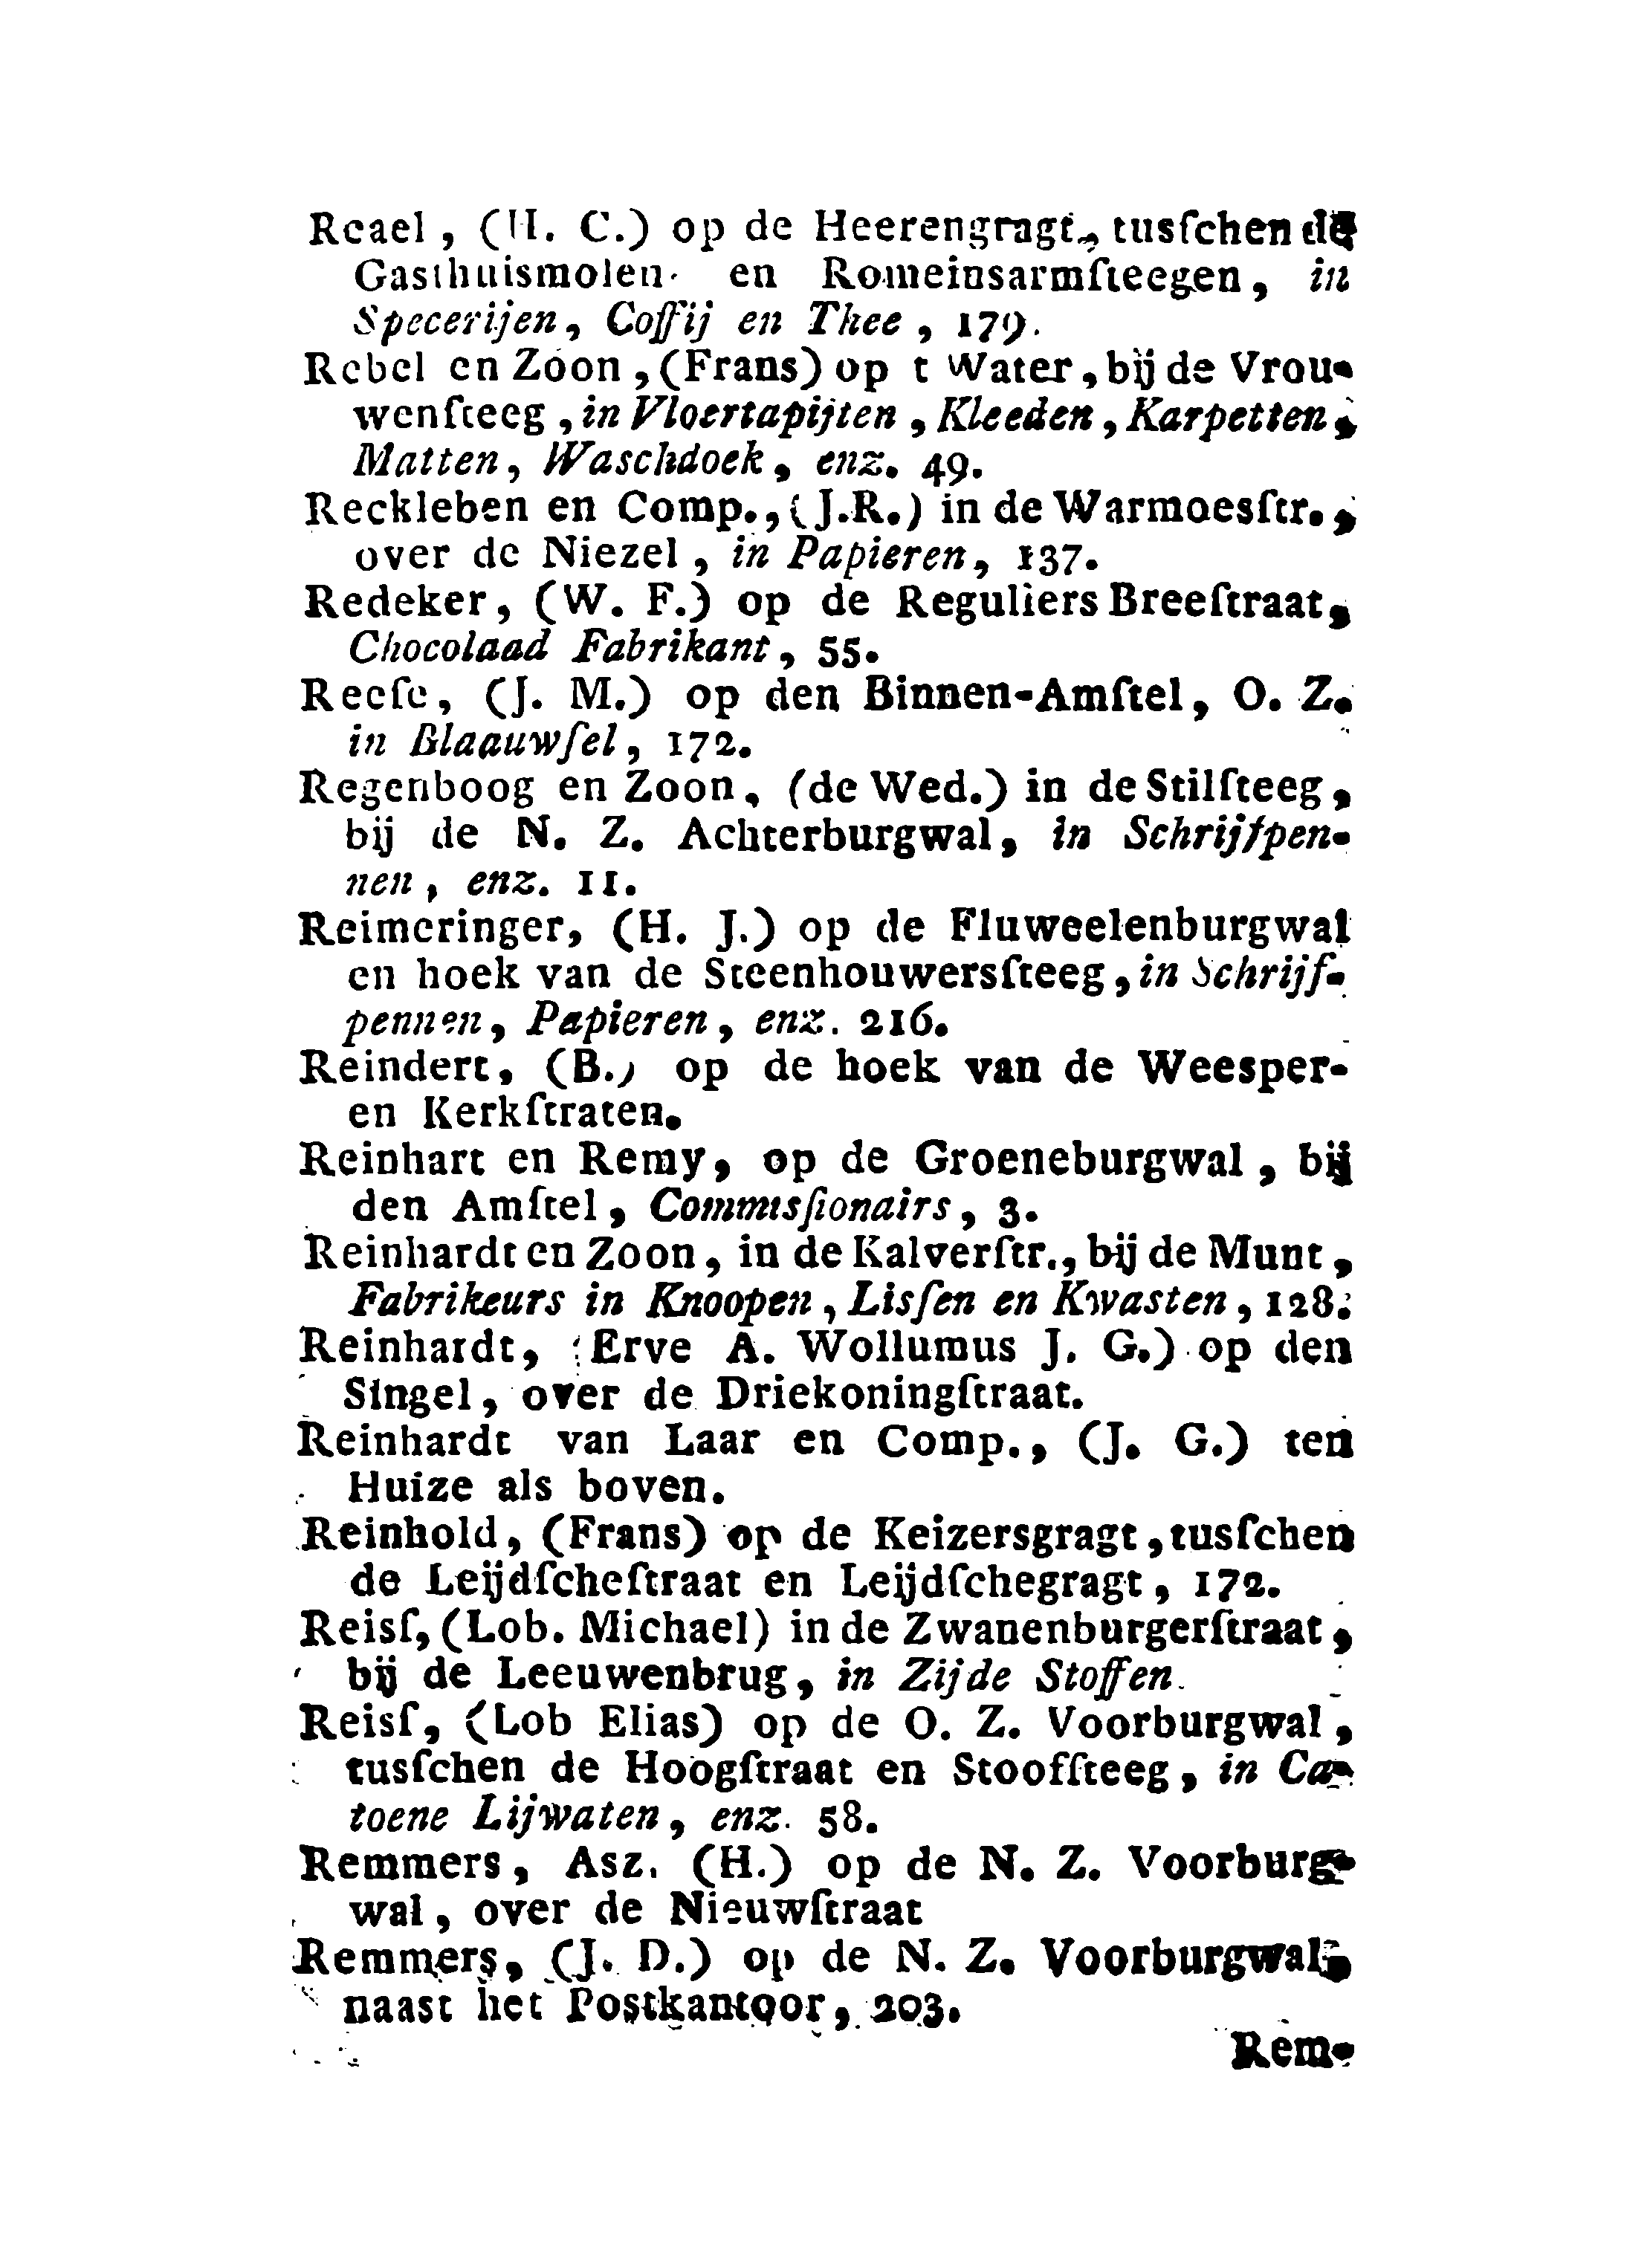 Reael, (H. C.) op de Heerengragt, tusſchen de
Gasthuismolen- en Romeinsarmſteegen, in
Specerijen, Coffij en Thee, 179.
Rebel en Zoon, (Frans) op t Water, bij de Vrou-
wenſteeg, in Vloertapijten, Kleeden, Karpetten,
Matten, Waschdoek, enz. 49.
Reckleben en Comp., (J.R.) in de Warmoesſtr.,
over de Niezel, in Papieren, 137.
Redeker, (W. F.) op de Reguliers Breeſtraat,
Chocolaad Fabrikant, 55.
Reeſe, (J. M.) op den Binnen-Amſtel, O. Z.
in Blaauwſel, 172.
Regenboog en Zoon, (de Wed.) in de Stilſteeg,
bij de N. Z. Achterburgwal, in Schrijfpen-
nen, enz. 11.
Reimeringer, (H. J.) op de Fluweelenburgwal
en hoek van de Steenhouwersſteeg, in Schrijf-
pennen, Papieren, enz. 216.
Reindert, (B.) op de hoek van de Weesper-
en Kerkſtraten.
Reinhart en Remy, op de Groeneburgwal, bij
den Amſtel, Commisſionairs, 3.
Reinhardt en Zoon, in de Kalverſtr., bij de Munt,
Fabrikeurs in Knoopen, Lisſen en Kwasten, 128.
Reinhardt, (Erve A. Wollumus J. G.) op den
Singel, over de Driekoningſtraat.
Reinhardt van Laar en Comp., (J. G.) ten
Huize als boven.
Reinhold, (Frans) op de Keizersgragt, tusſchen
de Leijdſcheſtraat en Leijdſchegragt, 172.
Reisſ, (Lob. Michael) in de Zwanenburgerſtraat,
bij de Leeuwenbrug, in Zijde Stoffen.
Reisſ, (Lob Elias) op de O. Z. Voorburgwal,
tusſchen de Hoogſtraat en Stoofſteeg, in Ca-
toene Lijwaten, enz. 58.
Remmers, Asz. (H.) op de N. Z. Voorburg-
wal, over de Nieuwſtraat
Remmers, (J. D.) op de N. Z. Voorburgwal,
naast het Postkantoor, 203.
Rem-